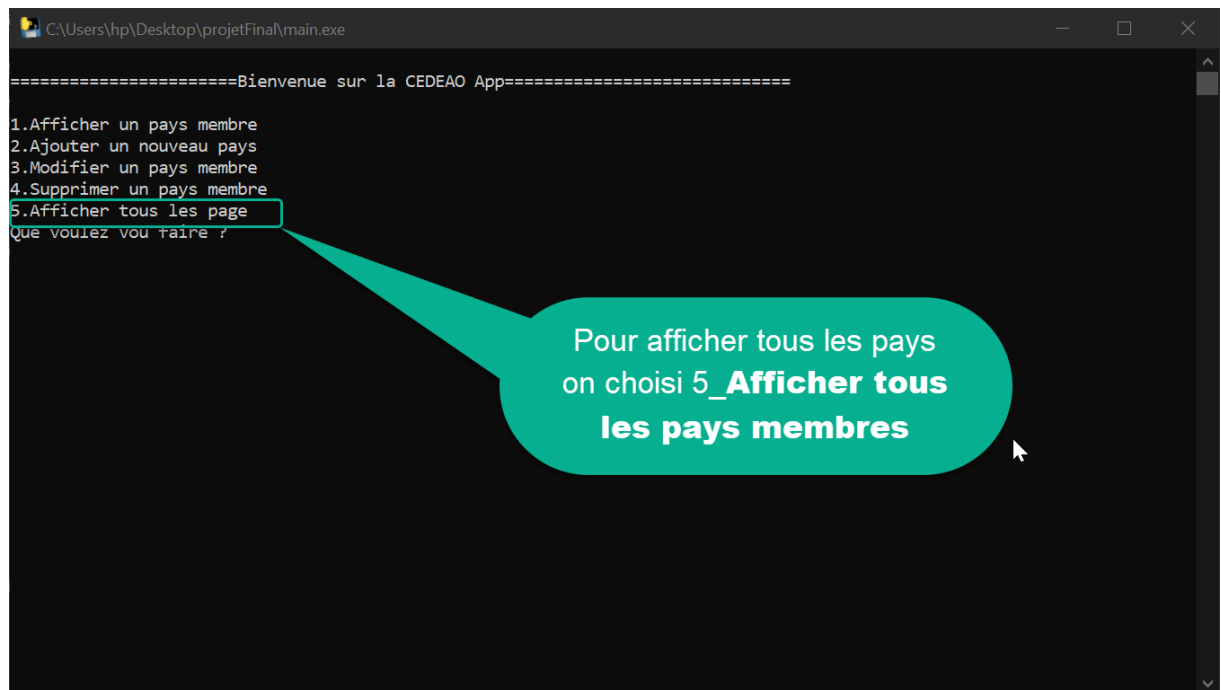 C:\Users\hp\Desktop\projetFinal\main.exe
=======================Bienvenue sur la CEDEAO App=============================
1.Afficher un pays membre
2.Ajouter un nouveau pays
3.Modifier un pays membre
4.Supprimer un pays membre
5.Afficher tous les page
Que voulez vou faire ?
Pour afficher tous les pays
on choisi 5_Afficher tous
les pays membres